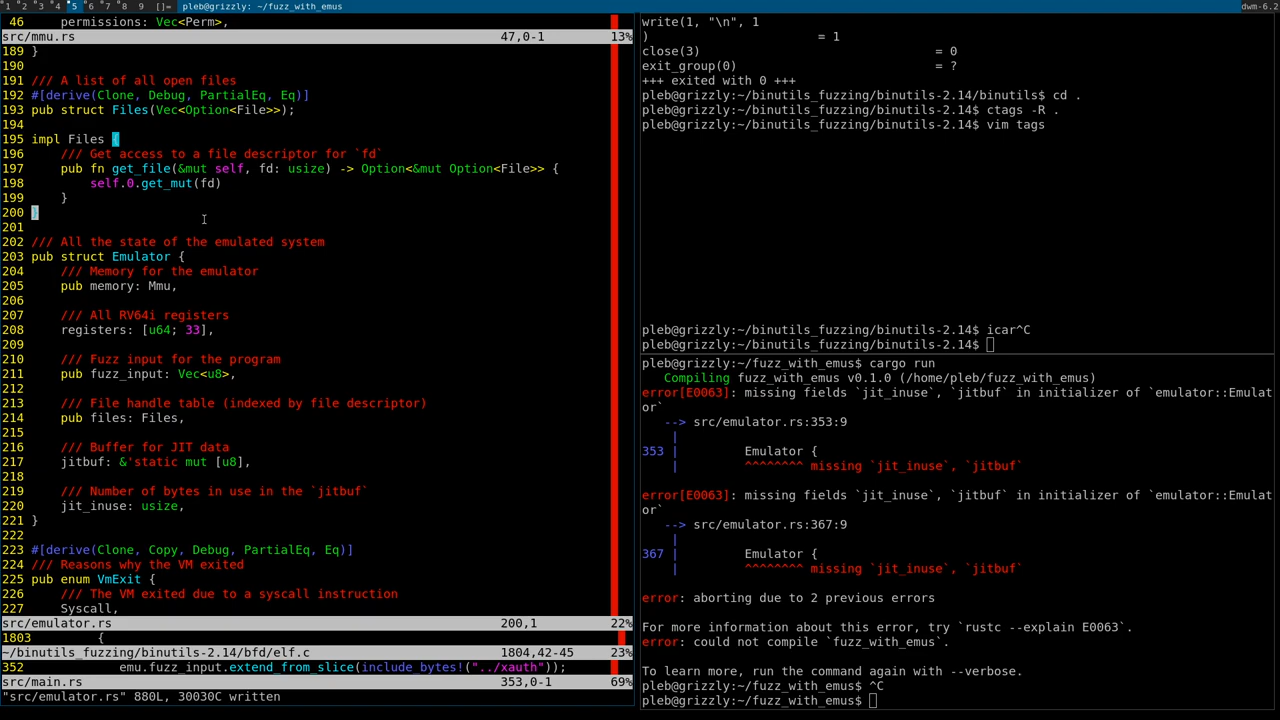 1 2 3 4 5 6 7 8 9 []= pleb@grizzly: ~/fuzz_with_emus dwm-6.2
46     permissions: Vec<Perm>,
src/mmu.rs 47,0-1 13%
189 }
190
191 /// A list of all open files
192 #[derive(Clone, Debug, PartialEq, Eq)]
193 pub struct Files(Vec<Option<File>>);
194
195 impl Files {
196     /// Get access to a file descriptor for `fd`
197     pub fn get_file(&mut self, fd: usize) -> Option<&mut Option<File>> {
198         self.0.get_mut(fd)
199     }
200 }
201
202 /// All the state of the emulated system
203 pub struct Emulator {
204     /// Memory for the emulator
205     pub memory: Mmu,
206
207     /// All RV64i registers
208     registers: [u64; 33],
209
210     /// Fuzz input for the program
211     pub fuzz_input: Vec<u8>,
212
213     /// File handle table (indexed by file descriptor)
214     pub files: Files,
215
216     /// Buffer for JIT data
217     jitbuf: &'static mut [u8],
218
219     /// Number of bytes in use in the `jitbuf`
220     jit_inuse: usize,
221 }
222
223 #[derive(Clone, Copy, Debug, PartialEq, Eq)]
224 /// Reasons why the VM exited
225 pub enum VmExit {
226     /// The VM exited due to a syscall instruction
227     Syscall,
src/emulator.rs 200,1 22%
1803         {
~/binutils_fuzzing/binutils-2.14/bfd/elf.c 1804,42-45 23%
352             emu.fuzz_input.extend_from_slice(include_bytes!("../xauth"));
src/main.rs 353,0-1 69%
"src/emulator.rs" 880L, 30030C written
write(1, "\n", 1
) = 1
close(3) = 0
exit_group(0) = ?
+++ exited with 0 +++
pleb@grizzly:~/binutils_fuzzing/binutils-2.14/binutils$ cd .
pleb@grizzly:~/binutils_fuzzing/binutils-2.14$ ctags -R .
pleb@grizzly:~/binutils_fuzzing/binutils-2.14$ vim tags
pleb@grizzly:~/binutils_fuzzing/binutils-2.14$ icar^C
pleb@grizzly:~/binutils_fuzzing/binutils-2.14$
pleb@grizzly:~/fuzz_with_emus$ cargo run
   Compiling fuzz_with_emus v0.1.0 (/home/pleb/fuzz_with_emus)
error[E0063]: missing fields `jit_inuse`, `jitbuf` in initializer of `emulator::Emulat
or`
   --> src/emulator.rs:353:9
    |
353 |         Emulator {
    |         ^^^^^^^^ missing `jit_inuse`, `jitbuf`
error[E0063]: missing fields `jit_inuse`, `jitbuf` in initializer of `emulator::Emulat
or`
   --> src/emulator.rs:367:9
    |
367 |         Emulator {
    |         ^^^^^^^^ missing `jit_inuse`, `jitbuf`
error: aborting due to 2 previous errors
For more information about this error, try `rustc --explain E0063`.
error: could not compile `fuzz_with_emus`.
To learn more, run the command again with --verbose.
pleb@grizzly:~/fuzz_with_emus$ ^C
pleb@grizzly:~/fuzz_with_emus$